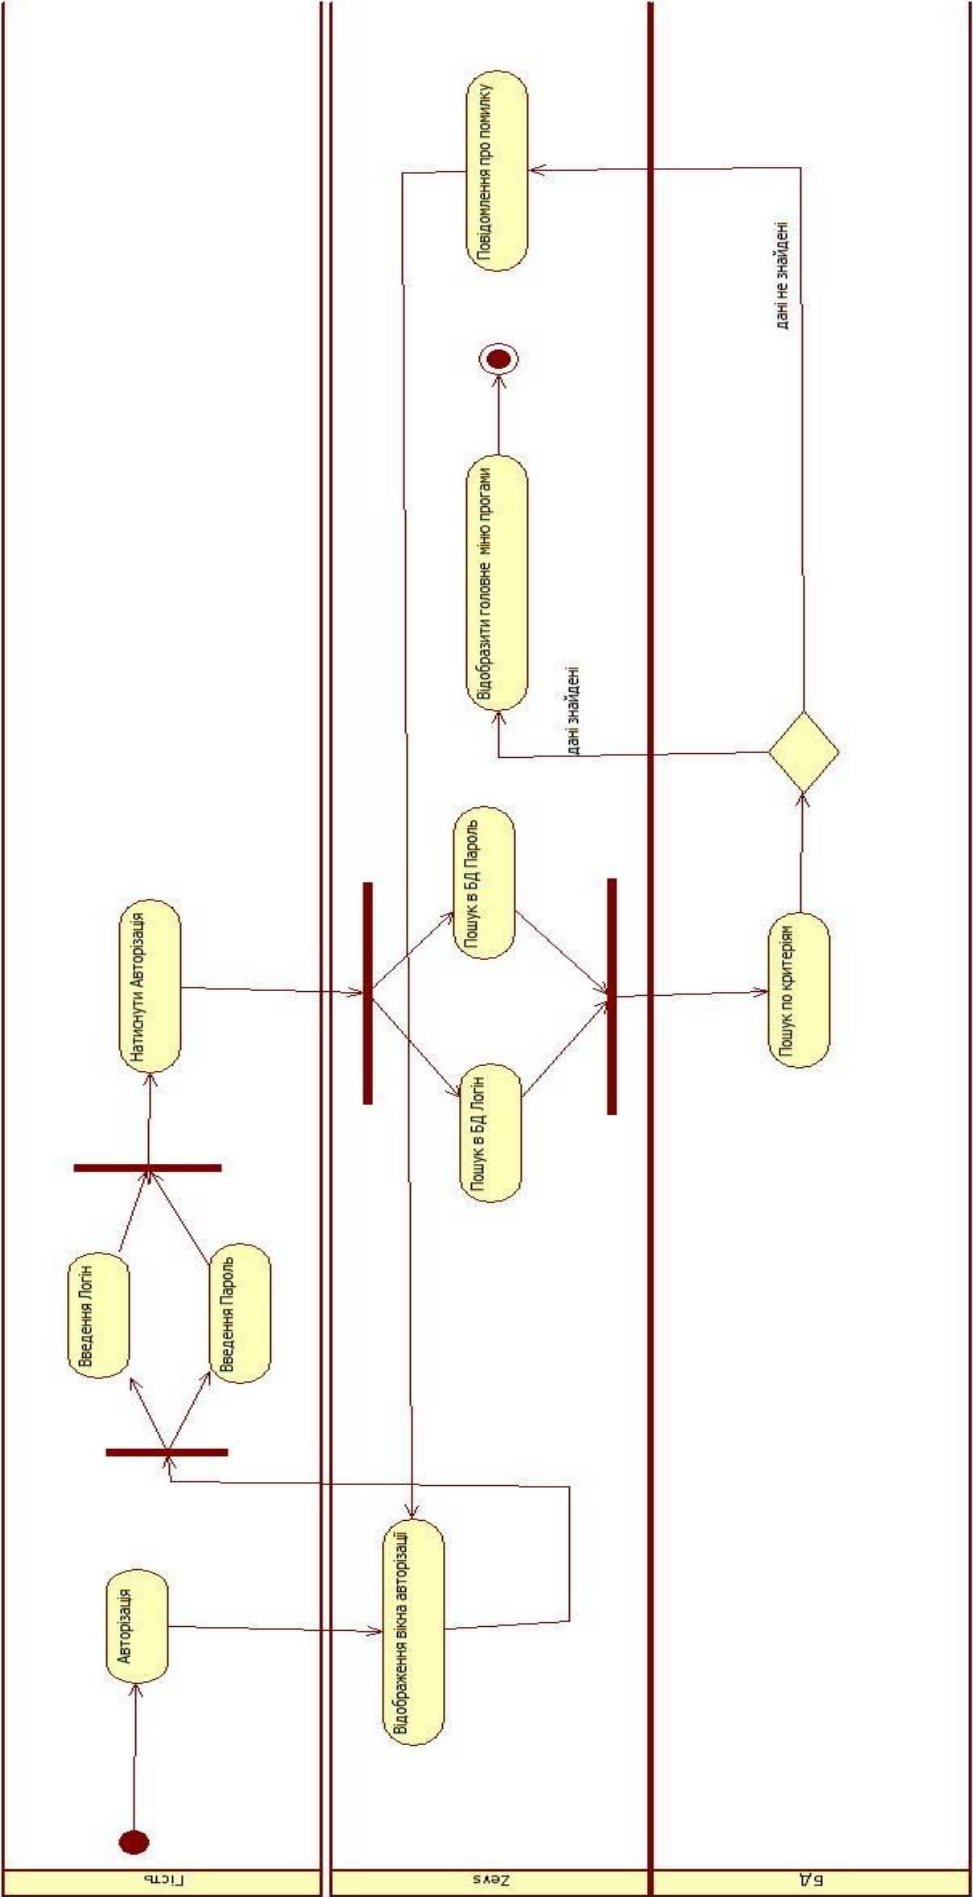 Гість
Авторізація
Введення Логін
Введення Пароль
Натиснути Авторізація
Zevs
Відображення вікна авторізації
Пошук в БД Логін
Пошук в БД Пароль
дані знайдені
Відобразити головне міню прогами
Повідомлення про помилку
БД
Пошук по критеріям
дані не знайдені